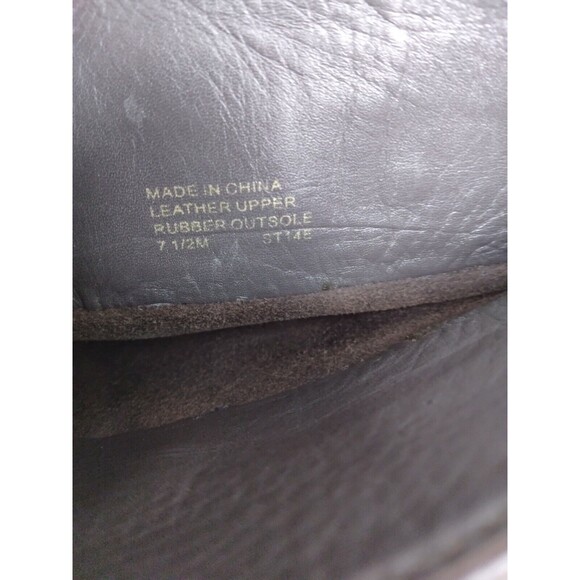 MADE IN CHINA
LEATHER UPPER
RUBBER OUTSOLE
7 1/2M ST14E